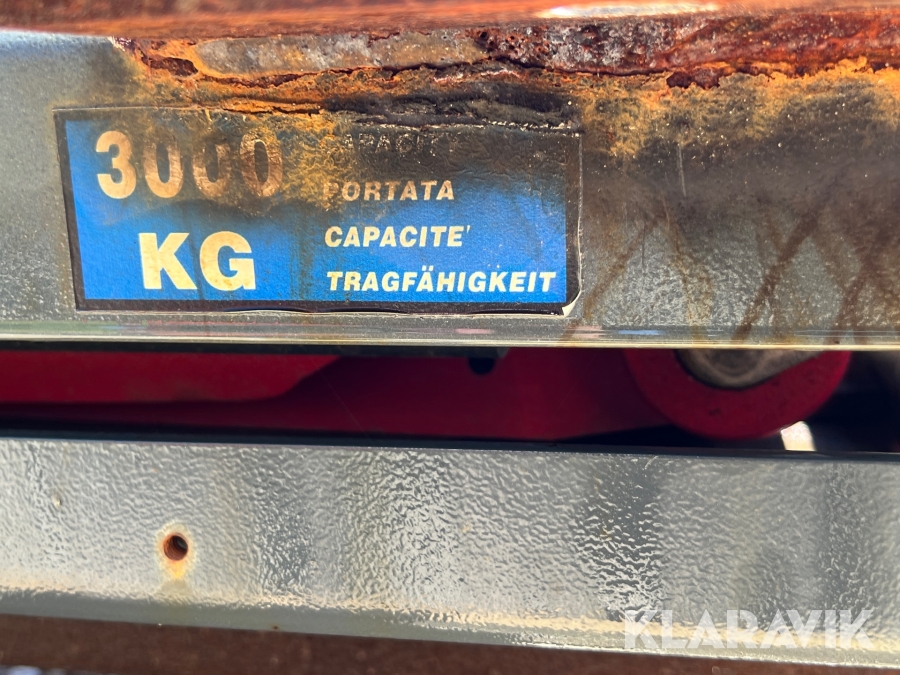 3000
KG
PORTATA
CAPACITE'
TRAGFÄHIGKEIT
KLARAVIK